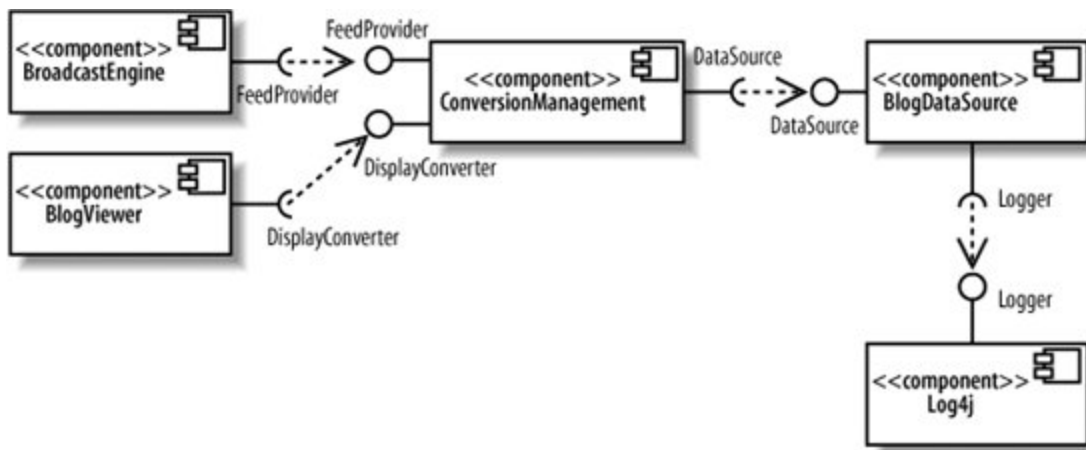 <<component>>
BroadcastEngine
FeedProvider
FeedProvider
<<component>>
ConversionManagement
DataSource
DataSource
<<component>>
BlogDataSource
<<component>>
BlogViewer
DisplayConverter
DisplayConverter
Logger
Logger
<<component>>
Log4j